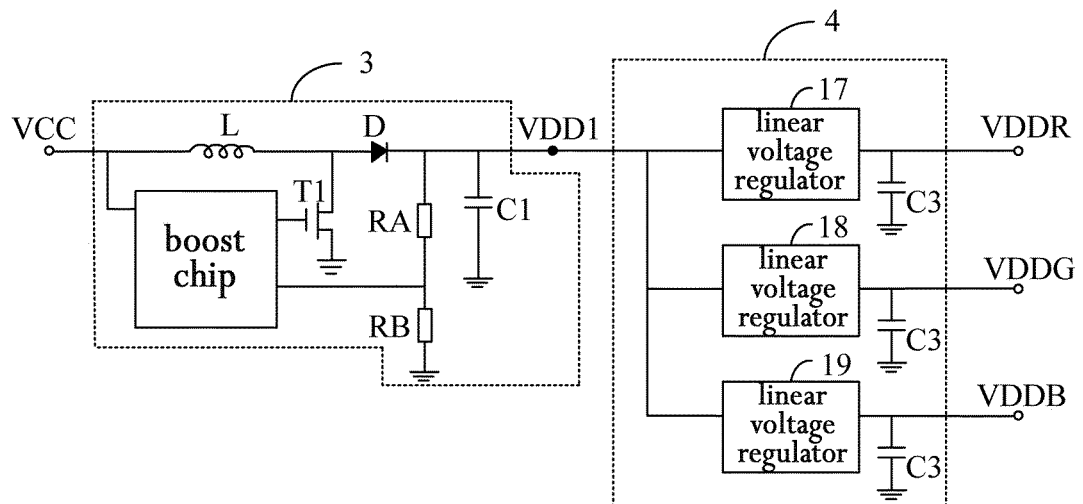 3
4
VCC
L
D
VDD1
T1
RA
C1
boost
chip
RB
17
linear
voltage
regulator
VDDR
C3
18
linear
voltage
regulator
VDDG
C3
19
linear
voltage
regulator
VDDB
C3